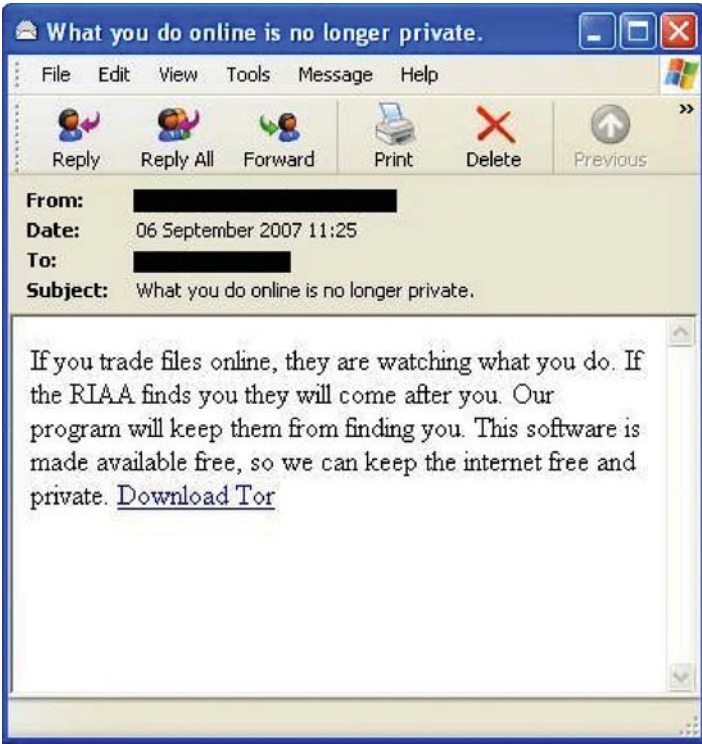 What you do online is no longer private.
File Edit View Tools Message Help
Reply Reply All Forward Print Delete Previous »
From:
Date: 06 September 2007 11:25
To:
Subject: What you do online is no longer private.
If you trade files online, they are watching what you do. If
the RIAA finds you they will come after you. Our
program will keep them from finding you. This software is
made available free, so we can keep the internet free and
private. Download Tor